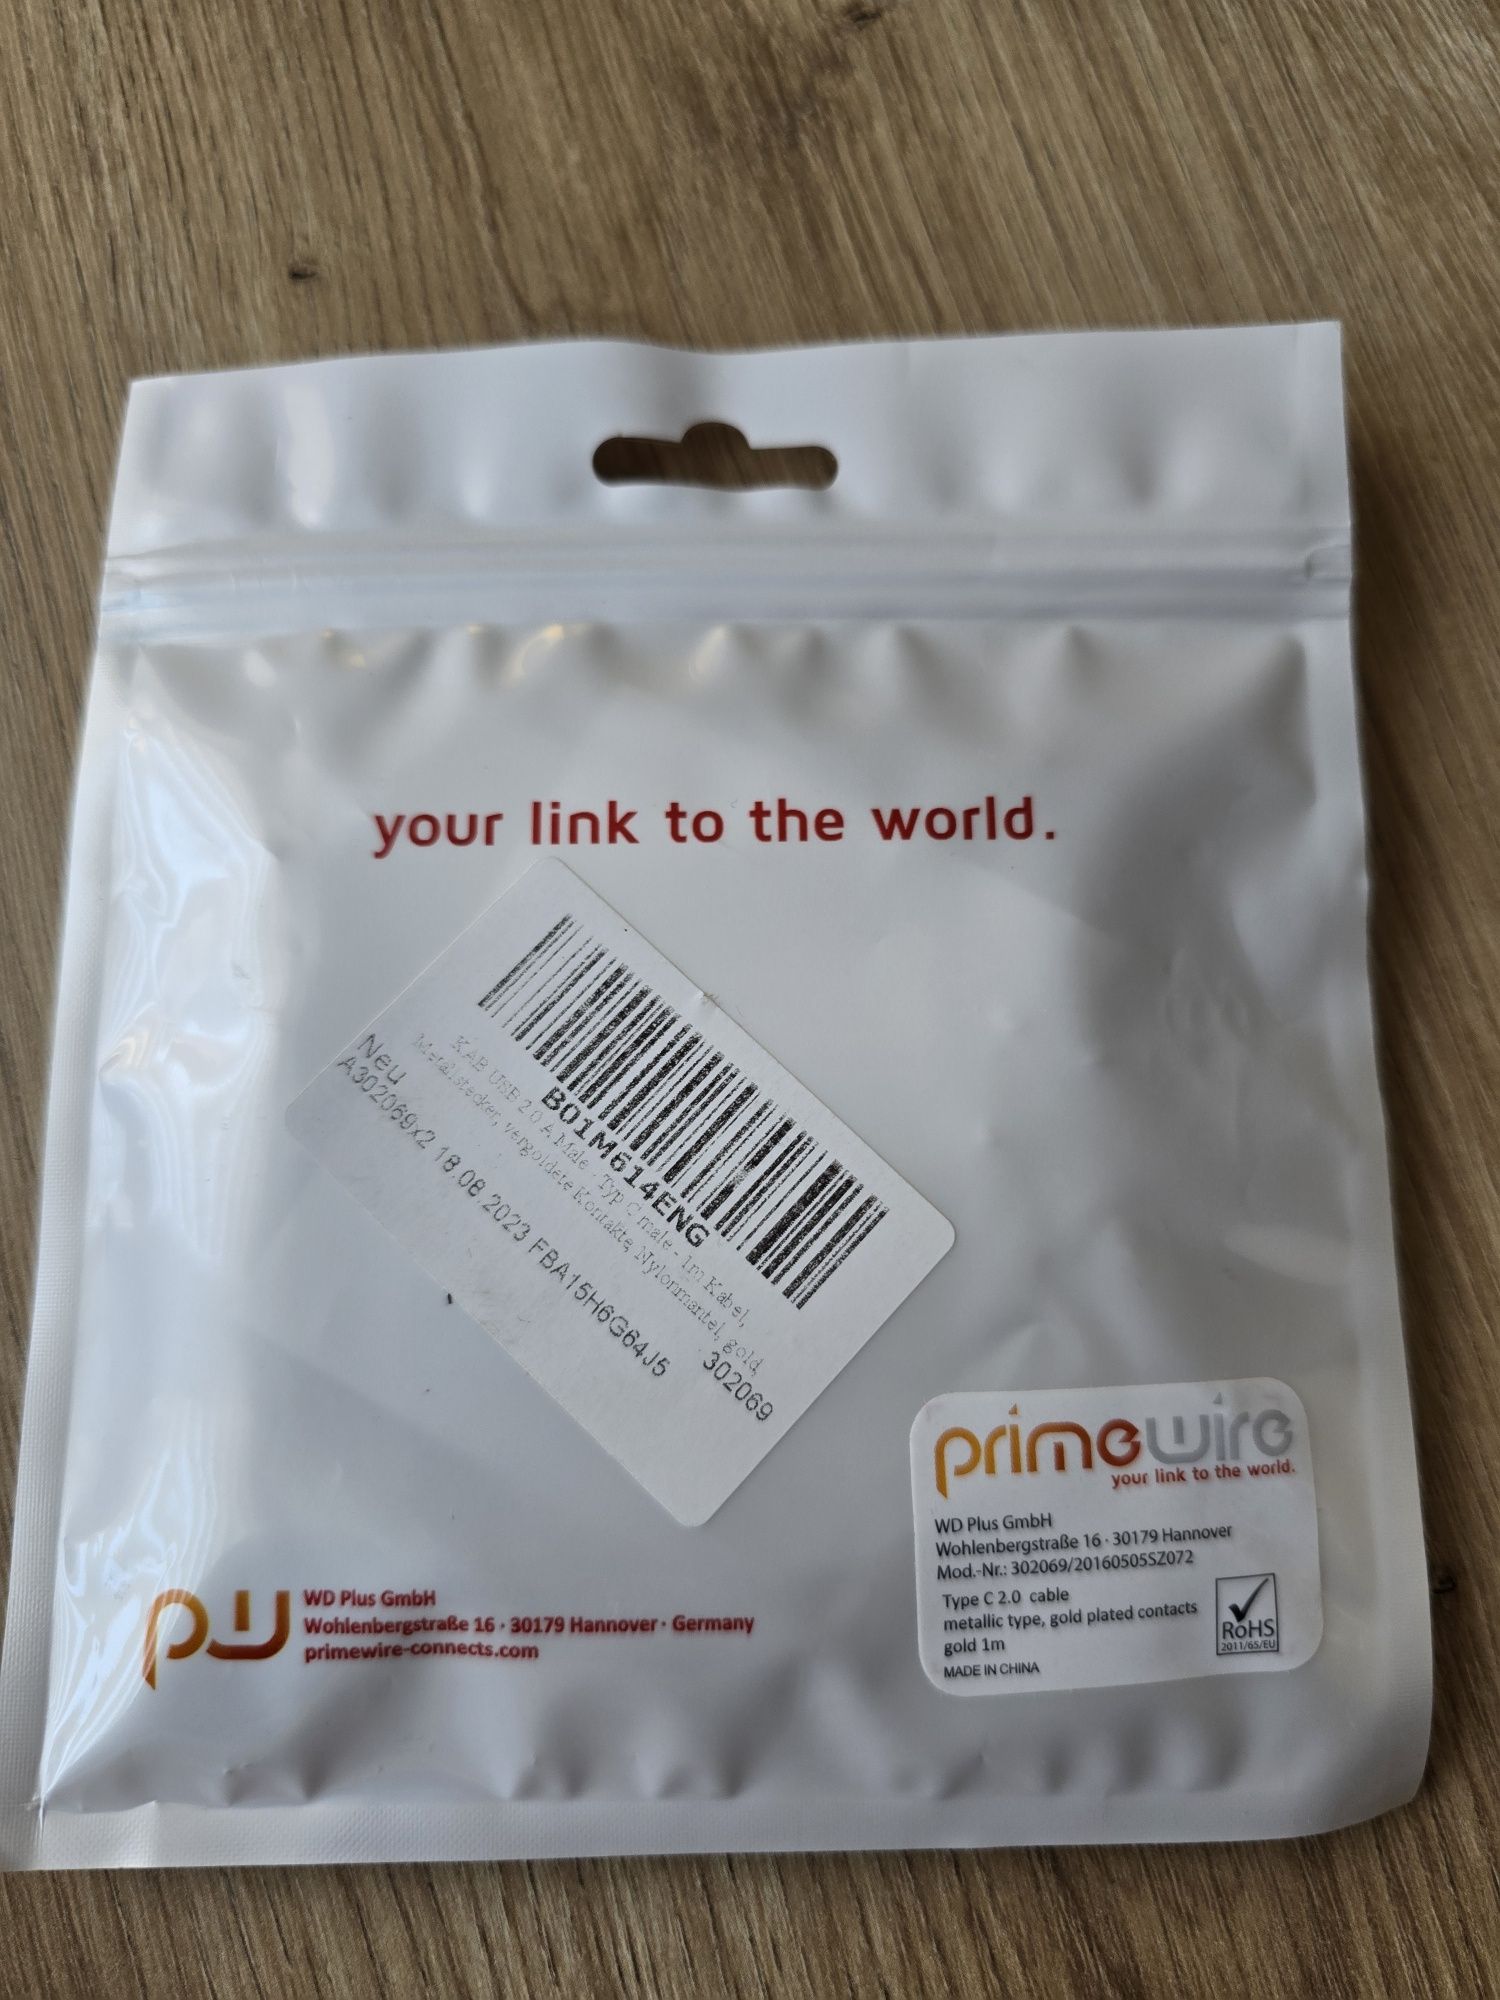 your link to the world.
B01M614ENG
KAB USB 2.0 A Male - Typ C male - 1m Kabel,
Metallstecker, vergoldete Kontakte, Nylonmantel, gold,
Neu
302069
A302069x2 18.08.2023 FBA15H6G64J5
primewire
your link to the world.
WD Plus GmbH
Wohlenbergstraße 16 · 30179 Hannover
Mod.-Nr.: 302069/20160505SZ072
Type C 2.0 cable
metallic type, gold plated contacts
gold 1m
MADE IN CHINA
RoHS
2011/65/EU
pw
WD Plus GmbH
Wohlenbergstraße 16 · 30179 Hannover · Germany
primewire-connects.com